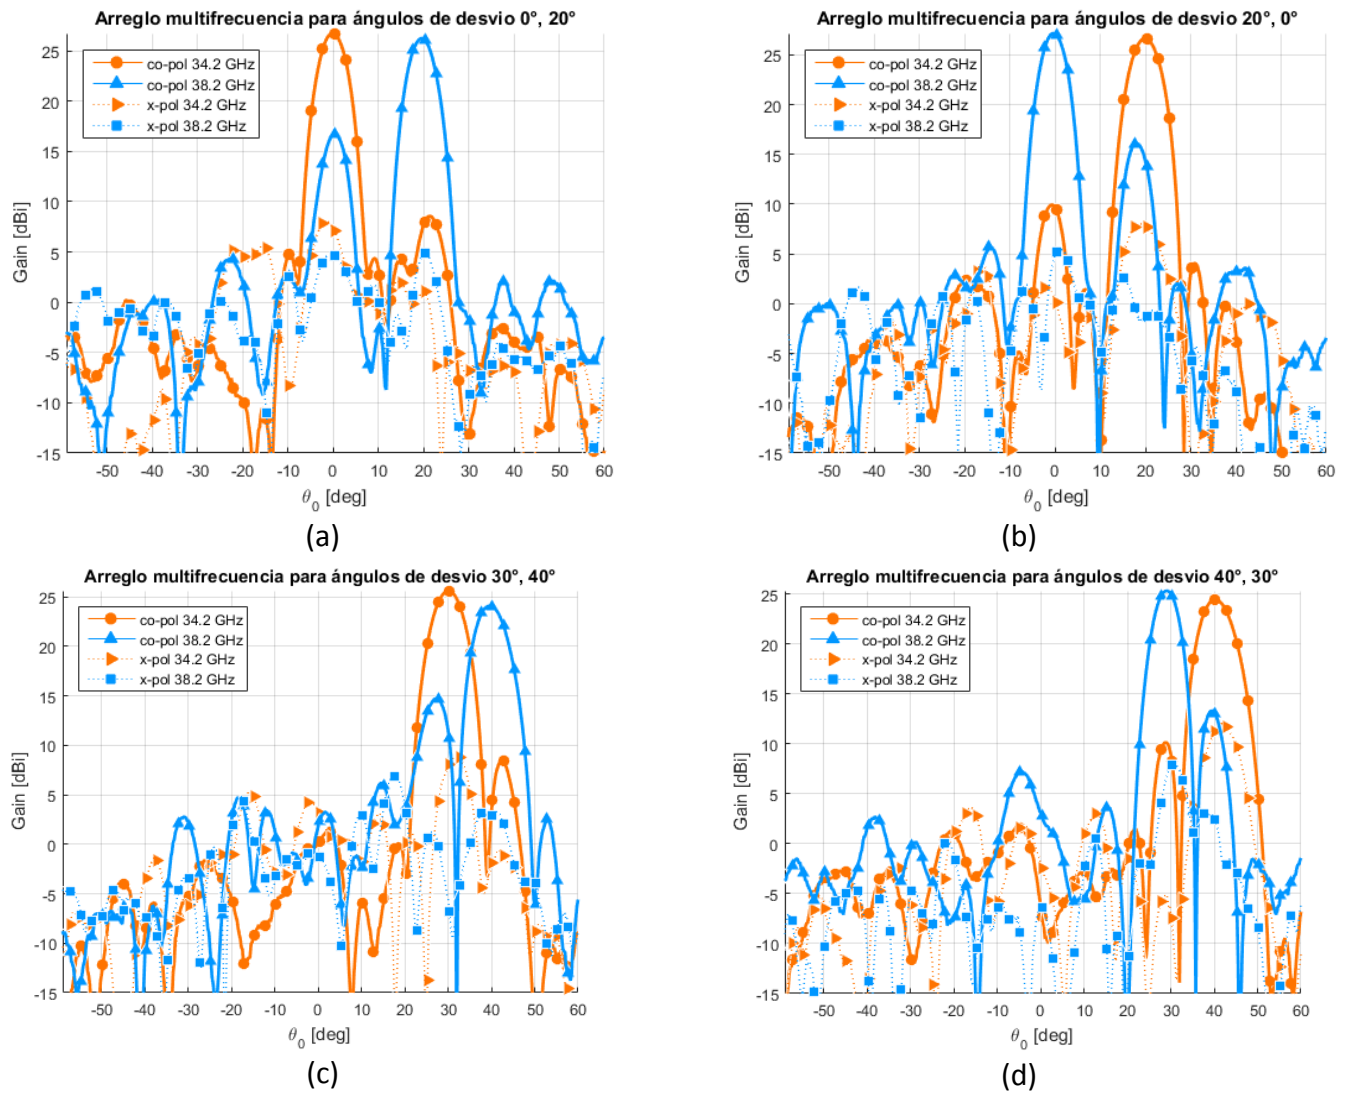 Arreglo multifrecuencia para ángulos de desvio 0°, 20°
co-pol 34.2 GHz
co-pol 38.2 GHz
x-pol 34.2 GHz
x-pol 38.2 GHz
25
20
15
10
5
0
-5
-10
-15
Gain [dBi]
-50 -40 -30 -20 -10 0 10 20 30 40 50 60
θ0 [deg]
(a)
Arreglo multifrecuencia para ángulos de desvio 20°, 0°
co-pol 34.2 GHz
co-pol 38.2 GHz
x-pol 34.2 GHz
x-pol 38.2 GHz
25
20
15
10
5
0
-5
-10
-15
Gain [dBi]
-50 -40 -30 -20 -10 0 10 20 30 40 50 60
θ0 [deg]
(b)
Arreglo multifrecuencia para ángulos de desvio 30°, 40°
co-pol 34.2 GHz
co-pol 38.2 GHz
x-pol 34.2 GHz
x-pol 38.2 GHz
25
20
15
10
5
0
-5
-10
-15
Gain [dBi]
-50 -40 -30 -20 -10 0 10 20 30 40 50 60
θ0 [deg]
(c)
Arreglo multifrecuencia para ángulos de desvio 40°, 30°
co-pol 34.2 GHz
co-pol 38.2 GHz
x-pol 34.2 GHz
x-pol 38.2 GHz
25
20
15
10
5
0
-5
-10
-15
Gain [dBi]
-50 -40 -30 -20 -10 0 10 20 30 40 50 60
θ0 [deg]
(d)